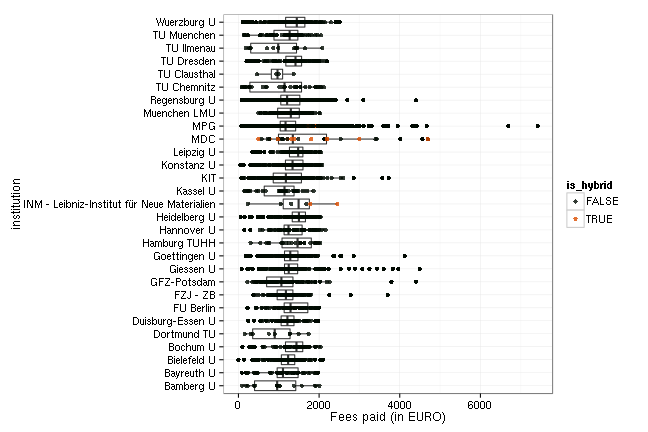 Wuerzburg U
TU Muenchen
TU Ilmenau
TU Dresden
TU Clausthal
TU Chemnitz
Regensburg U
Muenchen LMU
MPG
MDC
Leipzig U
Konstanz U
KIT
Kassel U
INM - Leibniz-Institut für Neue Materialien
Heidelberg U
Hannover U
Hamburg TUHH
Goettingen U
Giessen U
GFZ-Potsdam
FZJ - ZB
FU Berlin
Duisburg-Essen U
Dortmund TU
Bochum U
Bielefeld U
Bayreuth U
Bamberg U
institution
0 2000 4000 6000
Fees paid (in EURO)
is_hybrid
FALSE
TRUE